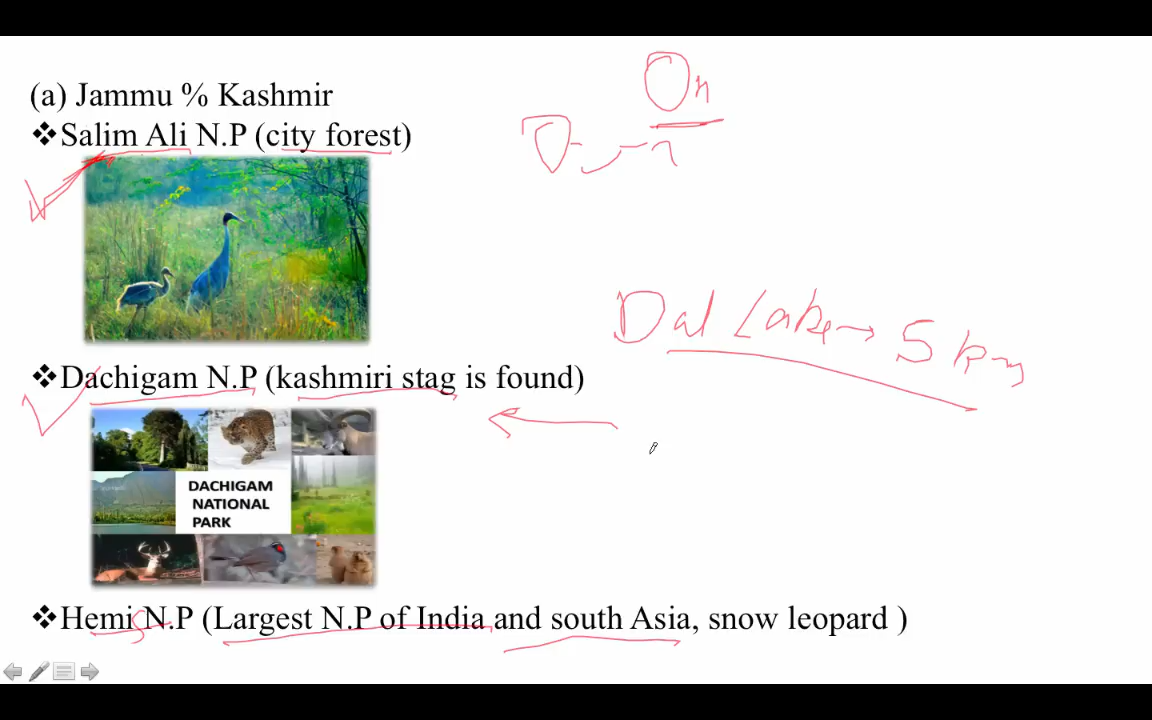 (a) Jammu % Kashmir
❖Salim Ali N.P (city forest)
Dal Lake → 5 km
❖Dachigam N.P (kashmiri stag is found)
DACHIGAM
NATIONAL
PARK
❖Hemis N.P (Largest N.P of India and south Asia, snow leopard )